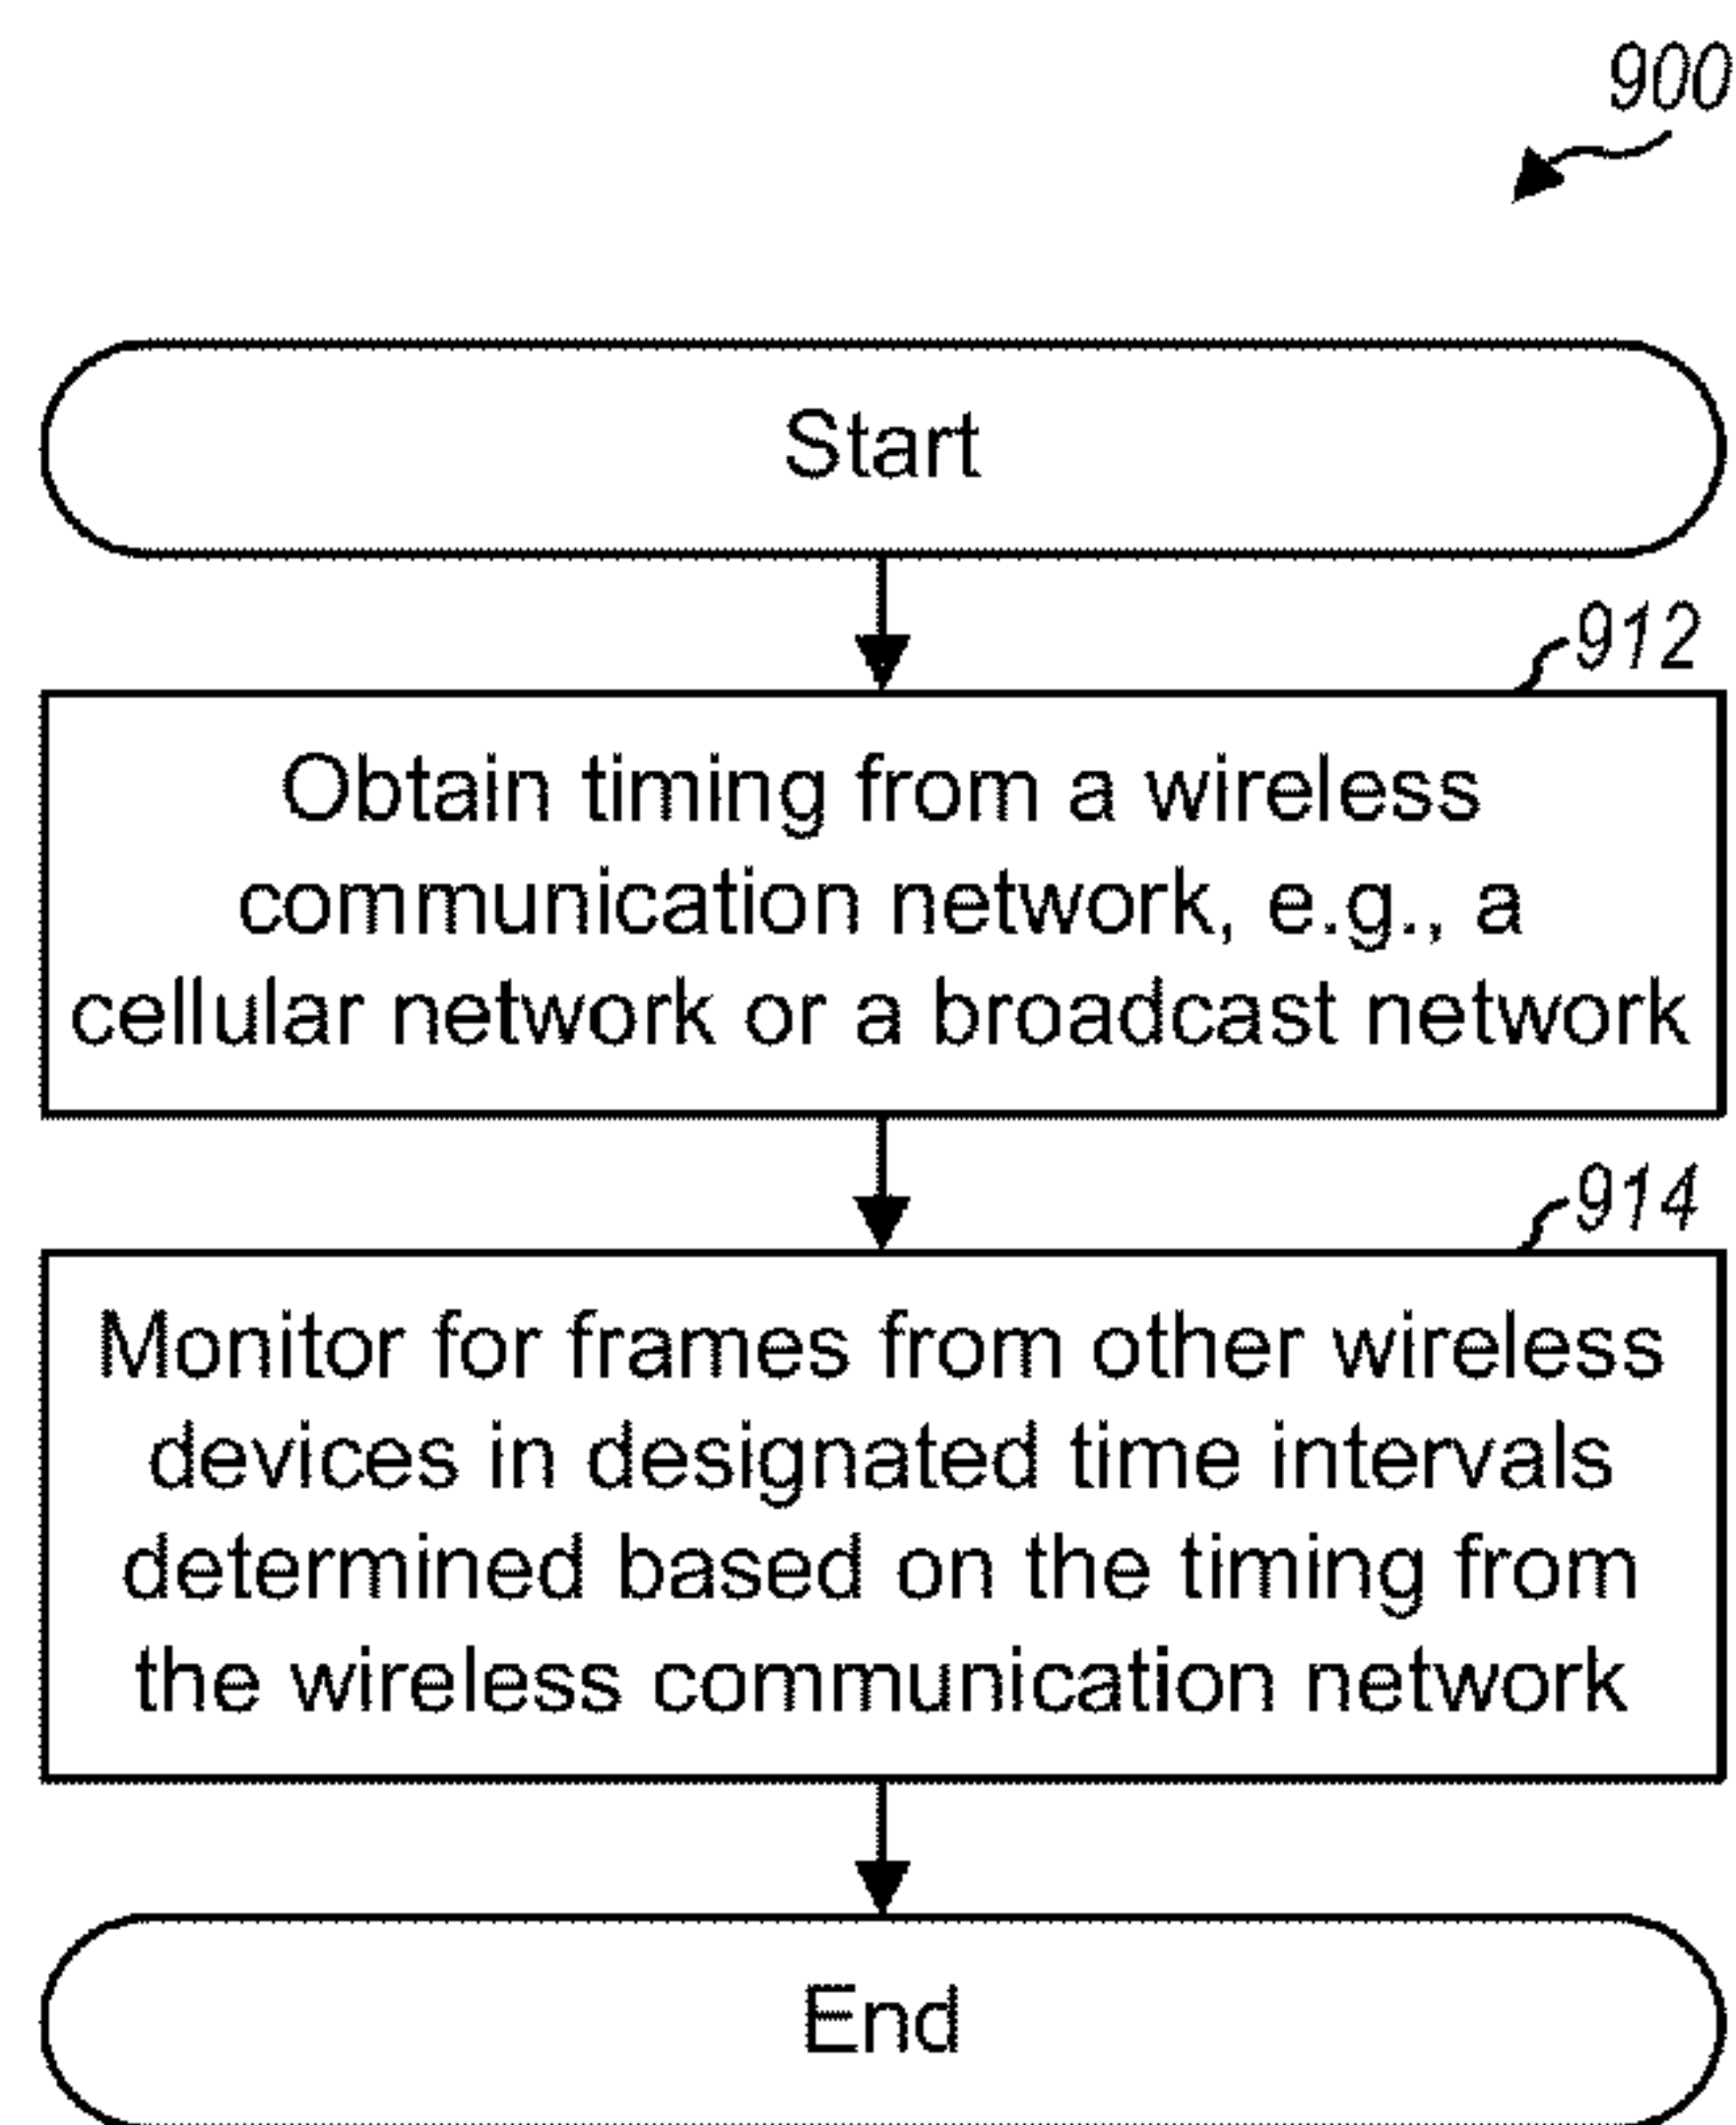 900
Start
912
Obtain timing from a wireless
communication network, e.g., a
cellular network or a broadcast network
914
Monitor for frames from other wireless
devices in designated time intervals
determined based on the timing from
the wireless communication network
End